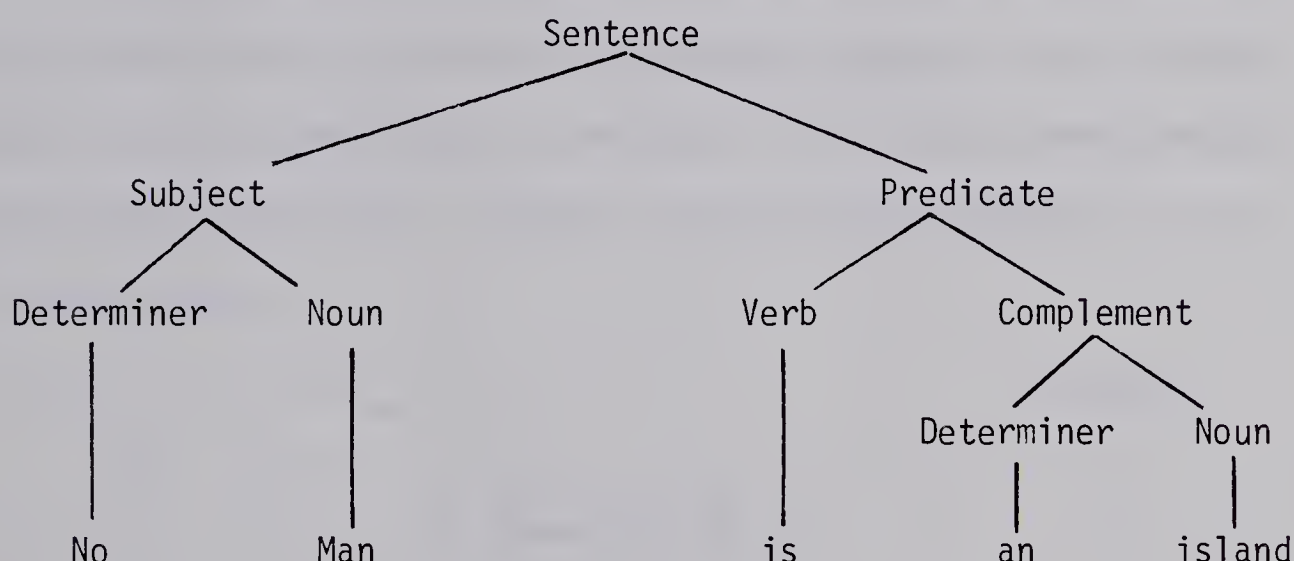 Sentence
Subject Predicate
Determiner Noun Verb Complement
Determiner Noun
No Man is an island